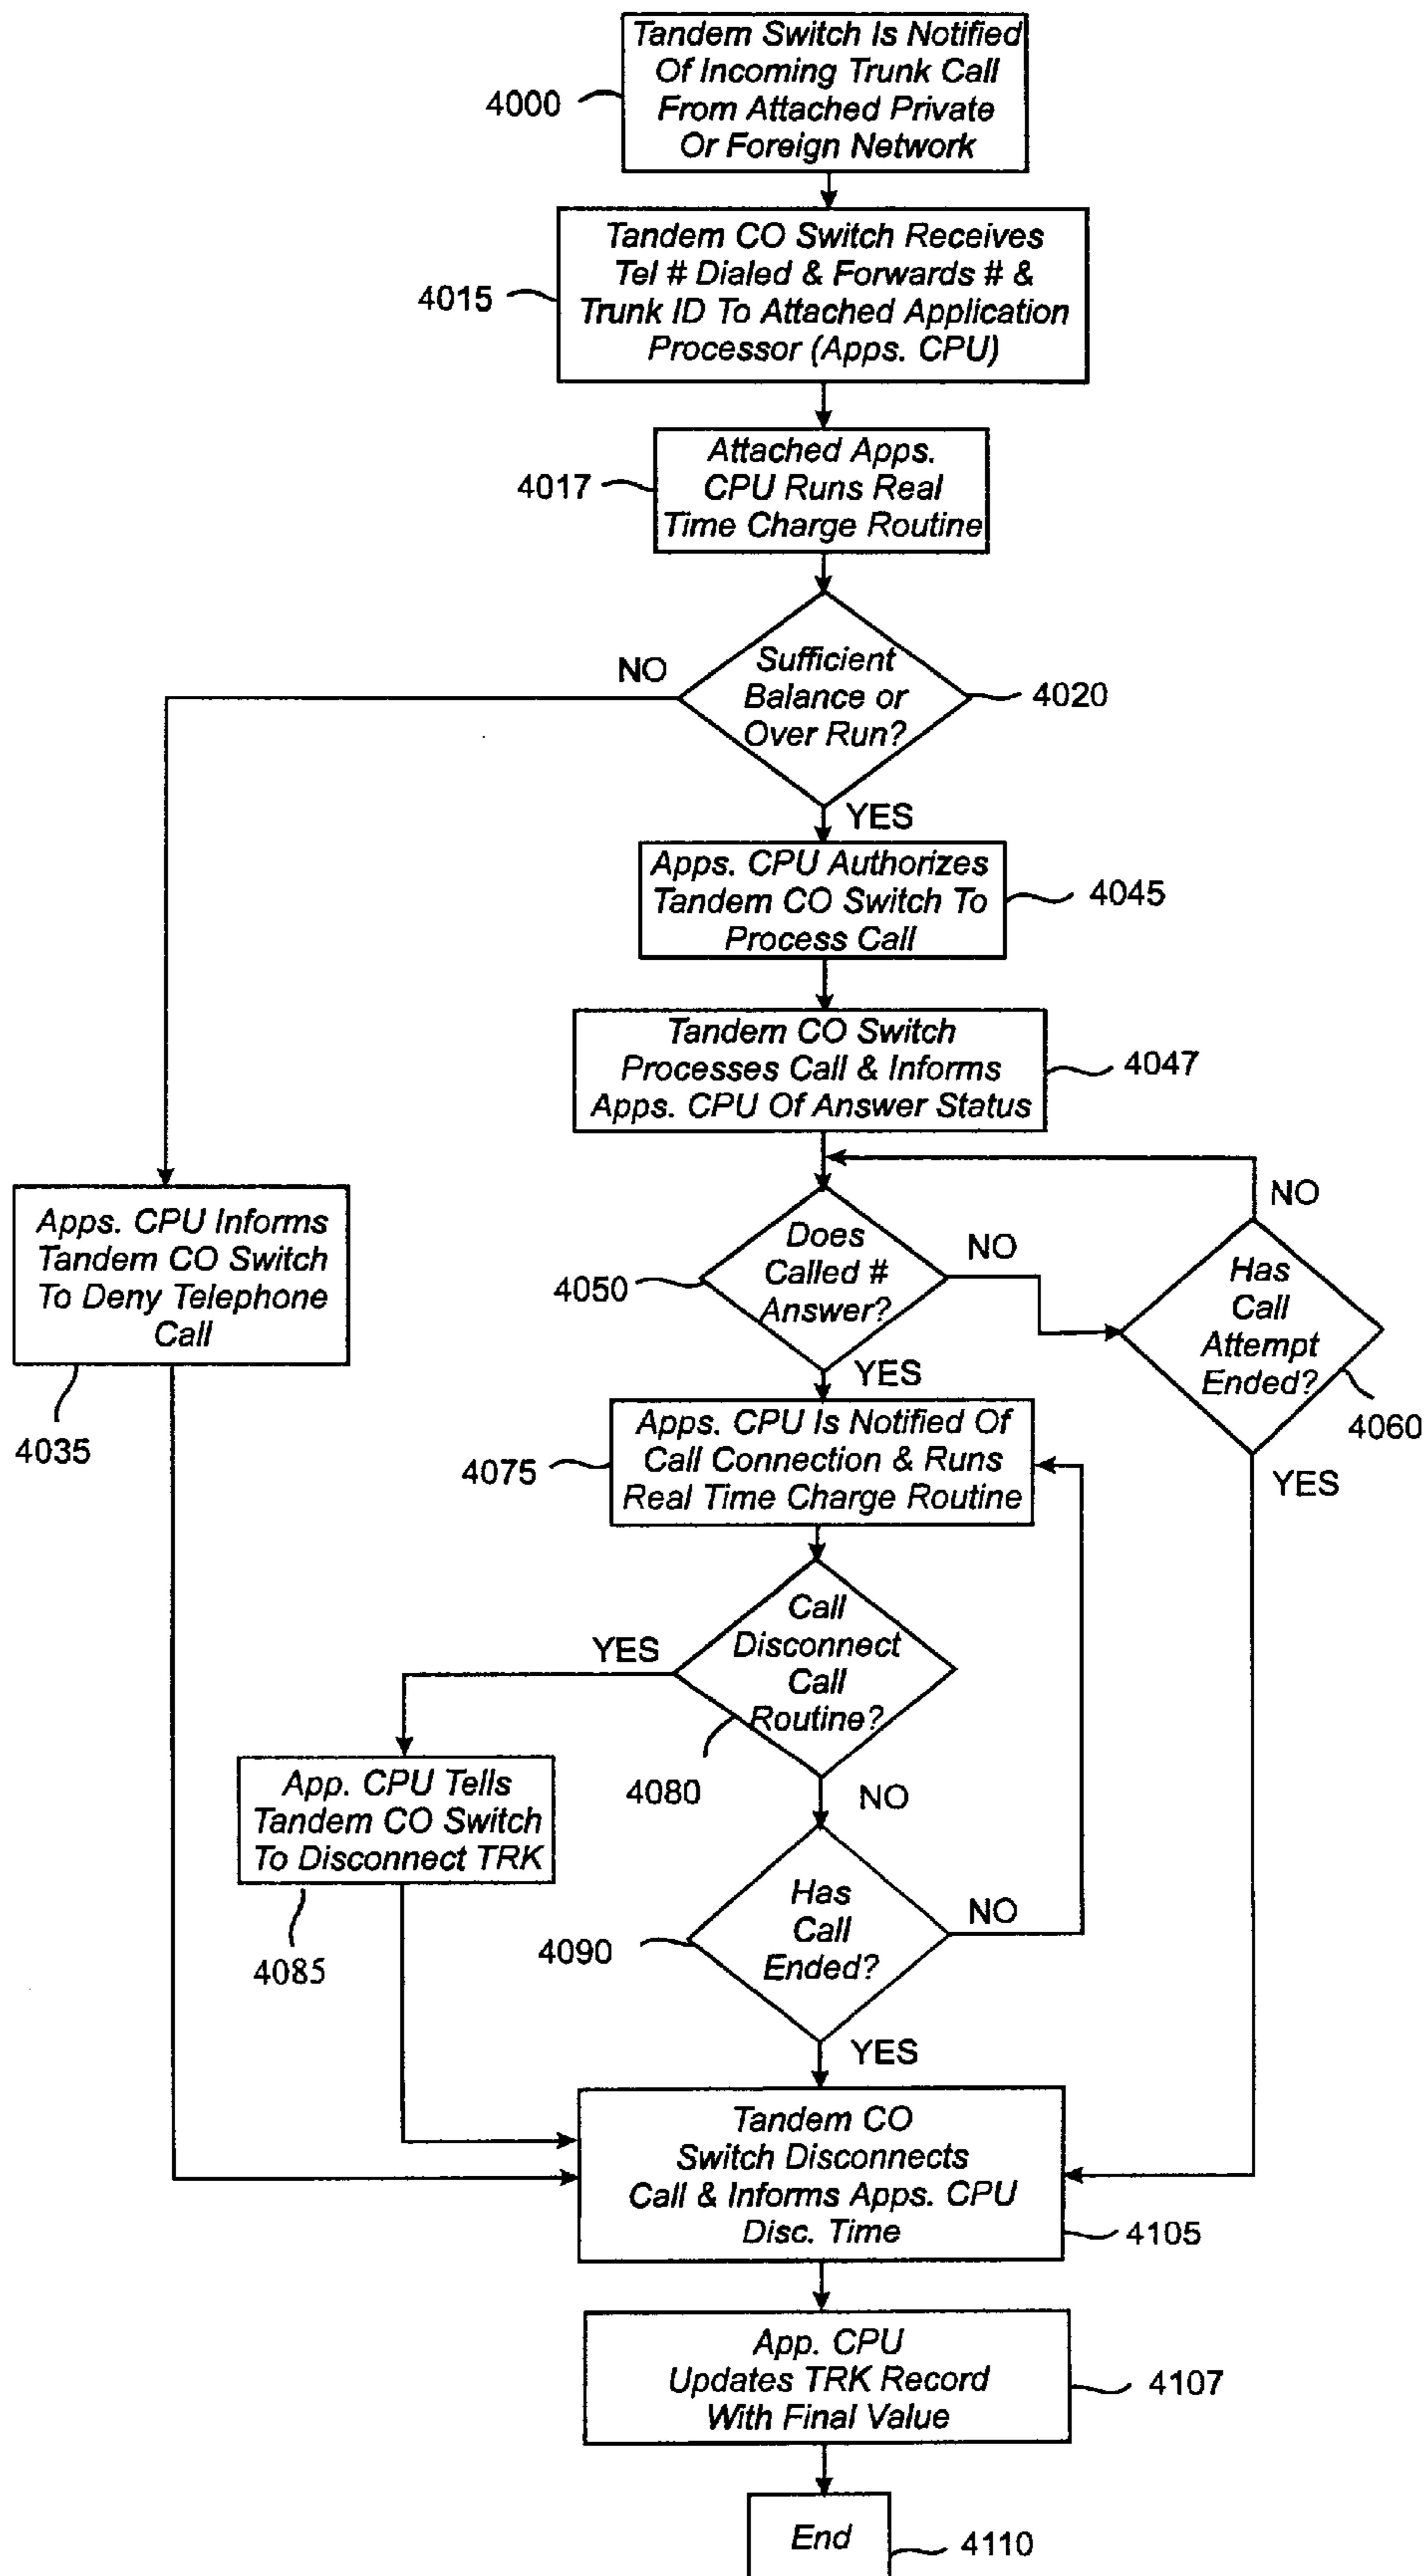 Tandem Switch Is Notified
Of Incoming Trunk Call
From Attached Private
Or Foreign Network
4000
Tandem CO Switch Receives
Tel # Dialed & Forwards # &
Trunk ID To Attached Application
Processor (Apps. CPU)
4015
Attached Apps.
CPU Runs Real
Time Charge Routine
4017
Sufficient
Balance or
Over Run?
NO
4020
YES
Apps. CPU Authorizes
Tandem CO Switch To
Process Call
4045
Tandem CO Switch
Processes Call & Informs
Apps. CPU Of Answer Status
4047
Apps. CPU Informs
Tandem CO Switch
To Deny Telephone
Call
4035
Does
Called #
Answer?
4050
NO
YES
Has
Call
Attempt
Ended?
NO
4060
YES
Apps. CPU Is Notified Of
Call Connection & Runs
Real Time Charge Routine
4075
Call
Disconnect
Call
Routine?
YES
4080
NO
App. CPU Tells
Tandem CO Switch
To Disconnect TRK
4085
Has
Call
Ended?
NO
4090
YES
Tandem CO
Switch Disconnects
Call & Informs Apps. CPU
Disc. Time
4105
App. CPU
Updates TRK Record
With Final Value
4107
End
4110